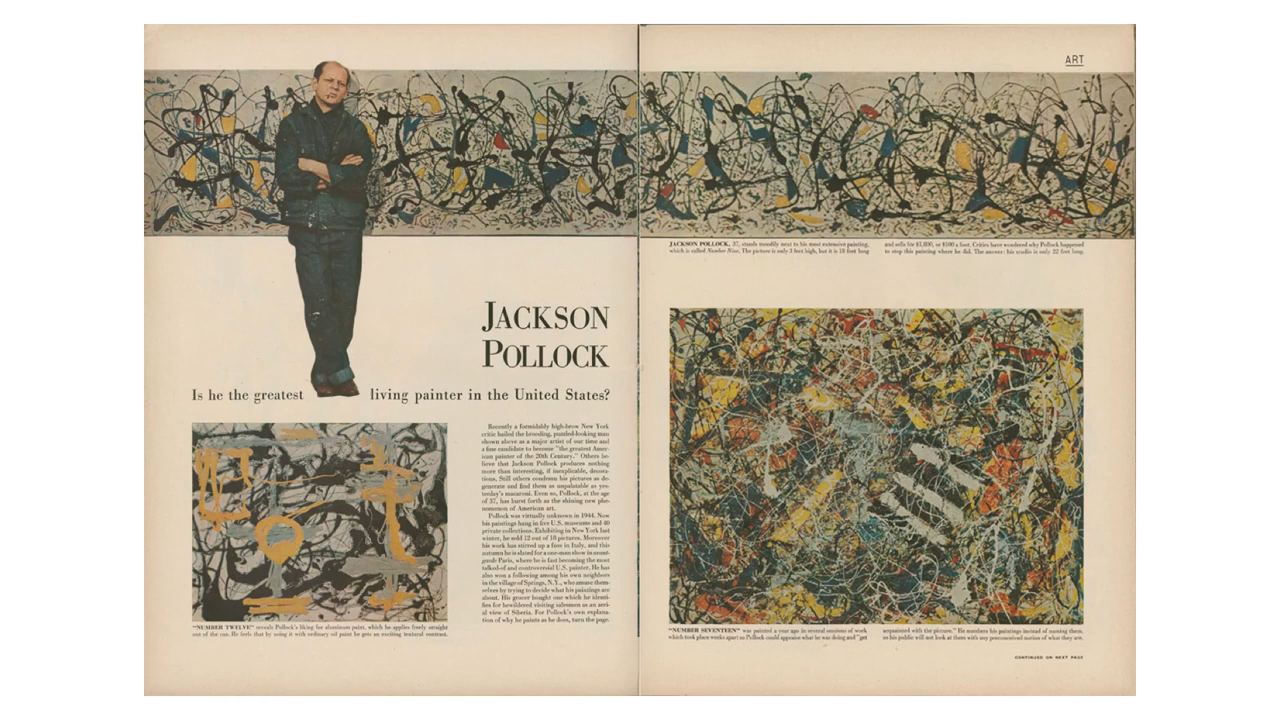 JACKSON
POLLOCK
Is he the greatest living painter in the United States?
Recently a formidably high-brow New York
critic hailed the brooding, puzzled-looking man
shown above as a major artist of our time and
a fine candidate to become "the greatest Amer-
ican painter of the 20th Century." Others be-
lieve that Jackson Pollock produces nothing
more than interesting, if inexplicable, decora-
tions. Still others condemn his pictures as de-
generate and find them as unpalatable as yes-
terday's macaroni. Even so, Pollock, at the age
of 37, has burst forth as the shining new phe-
nomenon of American art.
Pollock was virtually unknown in 1944. Now
his paintings hang in five U.S. museums and 40
private collections. Exhibiting in New York last
winter, he sold 12 out of 18 pictures. Moreover
his work has stirred up a fuss in Italy, and this
autumn he is slated for a one-man show in avant-
garde Paris, where he is fast becoming the most
talked-of and controversial U.S. painter. He has
also won a following among his own neighbors
in the village of Springs, N.Y., who amuse them-
selves by trying to decide what his paintings are
about. His grocer bought one which he identi-
fies for bewildered visiting salesmen as an aeri-
al view of Siberia. For Pollock's own explana-
tion of why he paints as he does, turn the page.
"NUMBER TWELVE" reveals Pollock's liking for aluminum paint, which he applies freely straight
out of the can. He feels that by using it with ordinary oil paint he gets an exciting textural contrast.
ART
JACKSON POLLOCK, 37, stands moodily next to his most extensive painting,
which is called Number Nine. The picture is only 3 feet high, but it is 18 feet long
and sells for $1,800, or $100 a foot. Critics have wondered why Pollock happened
to stop this painting where he did. The answer: his studio is only 22 feet long.
"NUMBER SEVENTEEN" was painted a year ago in several sessions of work
which took place weeks apart so Pollock could appraise what he was doing and "get
acquainted with the picture." He numbers his paintings instead of naming them,
so his public will not look at them with any preconceived notion of what they are.
CONTINUED ON NEXT PAGE